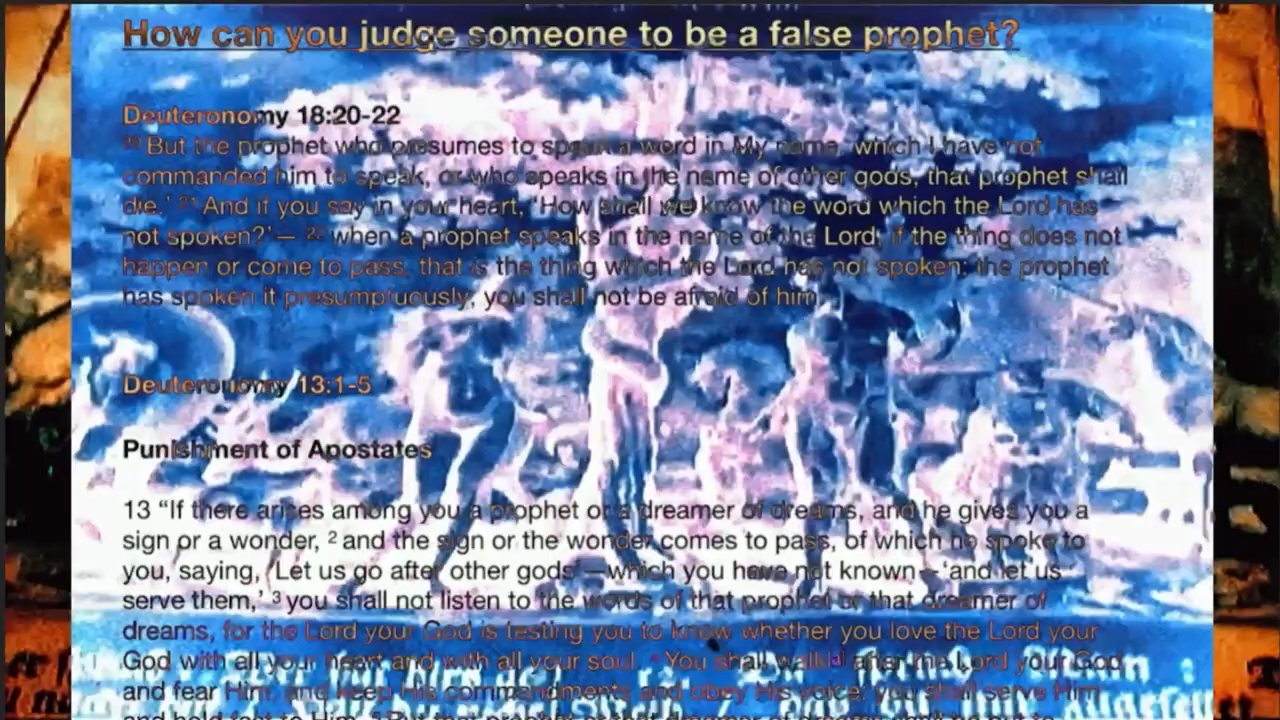 How can you judge someone to be a false prophet?
Deuteronomy 18:20-22
20 But the prophet who presumes to speak a word in My name, which I have not
commanded him to speak, or who speaks in the name of other gods, that prophet shall
die.’ 21 And if you say in your heart, ‘How shall we know the word which the Lord has
not spoken?’— 22 when a prophet speaks in the name of the Lord, if the thing does not
happen or come to pass, that is the thing which the Lord has not spoken; the prophet
has spoken it presumptuously; you shall not be afraid of him.
Deuteronomy 13:1-5
Punishment of Apostates
13 “If there arises among you a prophet or a dreamer of dreams, and he gives you a
sign or a wonder, 2 and the sign or the wonder comes to pass, of which he spoke to
you, saying, ‘Let us go after other gods’—which you have not known—‘and let us
serve them,’ 3 you shall not listen to the words of that prophet or that dreamer of
dreams, for the Lord your God is testing you to know whether you love the Lord your
God with all your heart and with all your soul. 4 You shall walk after the Lord your God
and fear Him, and keep His commandments and obey His voice; you shall serve Him
and hold fast to Him.